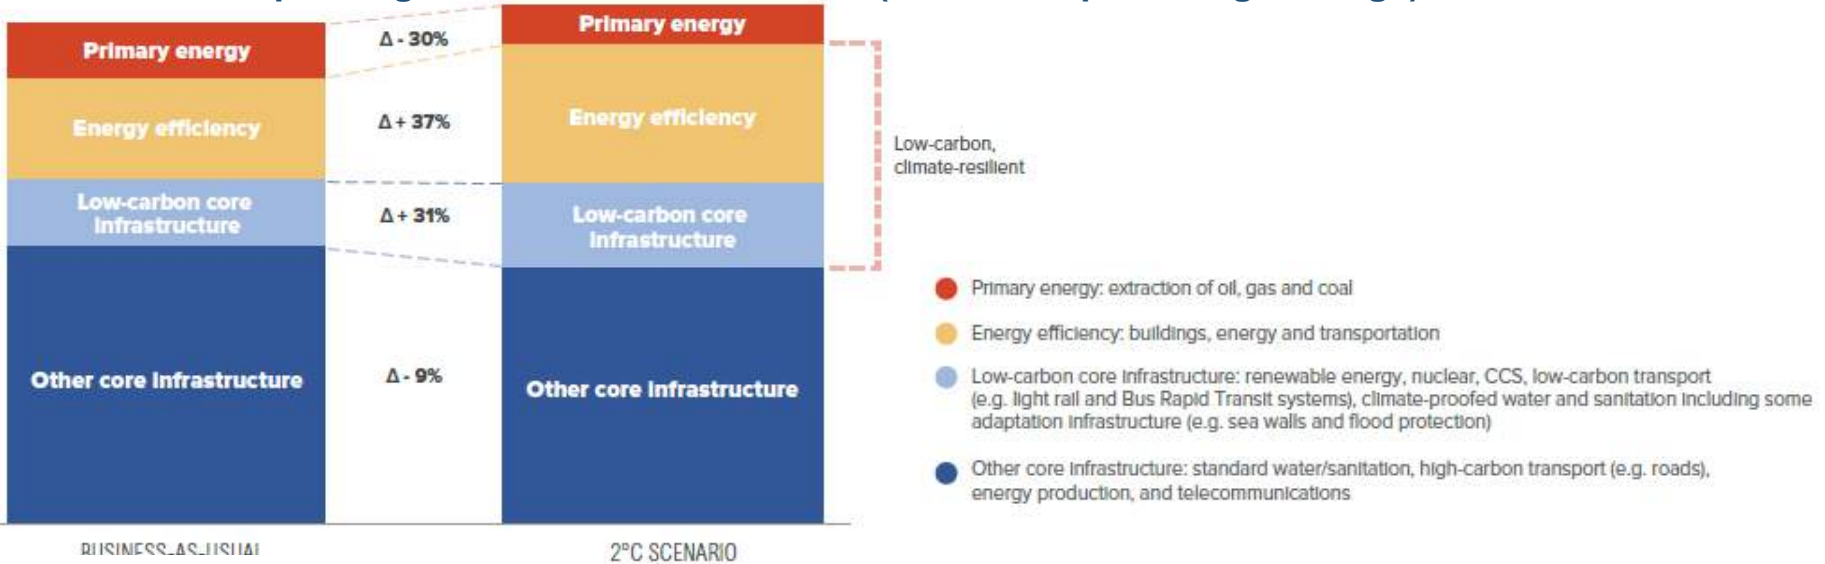 Primary energy
Energy efficiency
Low-carbon core
infrastructure
Other core infrastructure
BUSINESS-AS-USUAL
Δ - 30%
Δ + 37%
Δ + 31%
Δ - 9%
Primary energy
Energy efficiency
Low-carbon core
infrastructure
Other core infrastructure
2°C SCENARIO
Low-carbon,
climate-resilient
Primary energy: extraction of oil, gas and coal
Energy efficiency: buildings, energy and transportation
Low-carbon core infrastructure: renewable energy, nuclear, CCS, low-carbon transport
(e.g. light rail and Bus Rapid Transit systems), climate-proofed water and sanitation including some
adaptation infrastructure (e.g. sea walls and flood protection)
Other core infrastructure: standard water/sanitation, high-carbon transport (e.g. roads),
energy production, and telecommunications